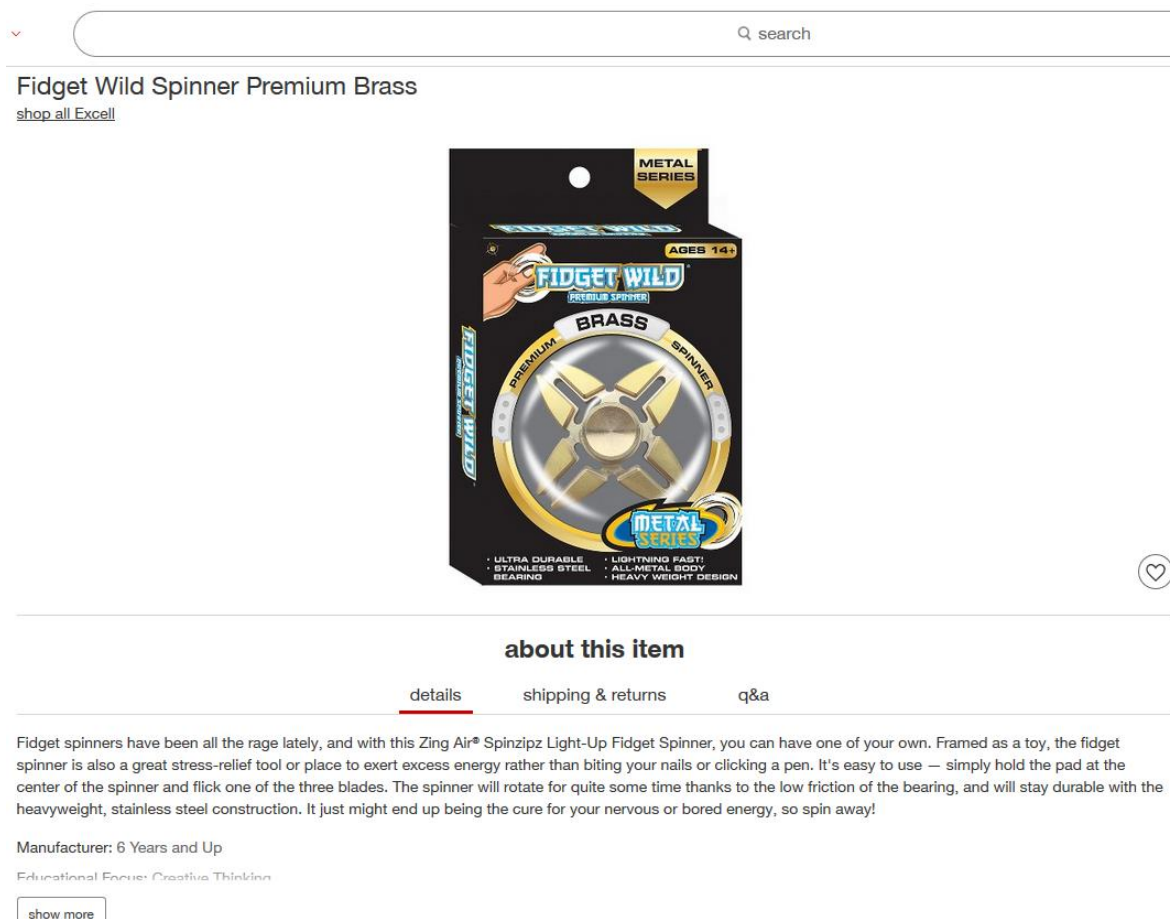 search
Fidget Wild Spinner Premium Brass
shop all Excell
METAL
SERIES
FIDGET WILD
AGES 14+
FIDGET WILD
PREMIUM SPINNER
BRASS
PREMIUM
SPINNER
FIDGET WILD
PREMIUM SPINNER
METAL
SERIES
· ULTRA DURABLE
· STAINLESS STEEL
BEARING
· LIGHTNING FAST!
· ALL-METAL BODY
· HEAVY WEIGHT DESIGN
about this item
details shipping & returns q&a
Fidget spinners have been all the rage lately, and with this Zing Air® Spinzipz Light-Up Fidget Spinner, you can have one of your own. Framed as a toy, the fidget
spinner is also a great stress-relief tool or place to exert excess energy rather than biting your nails or clicking a pen. It's easy to use — simply hold the pad at the
center of the spinner and flick one of the three blades. The spinner will rotate for quite some time thanks to the low friction of the bearing, and will stay durable with the
heavyweight, stainless steel construction. It just might end up being the cure for your nervous or bored energy, so spin away!
Manufacturer: 6 Years and Up
Educational Focus: Creative Thinking
show more